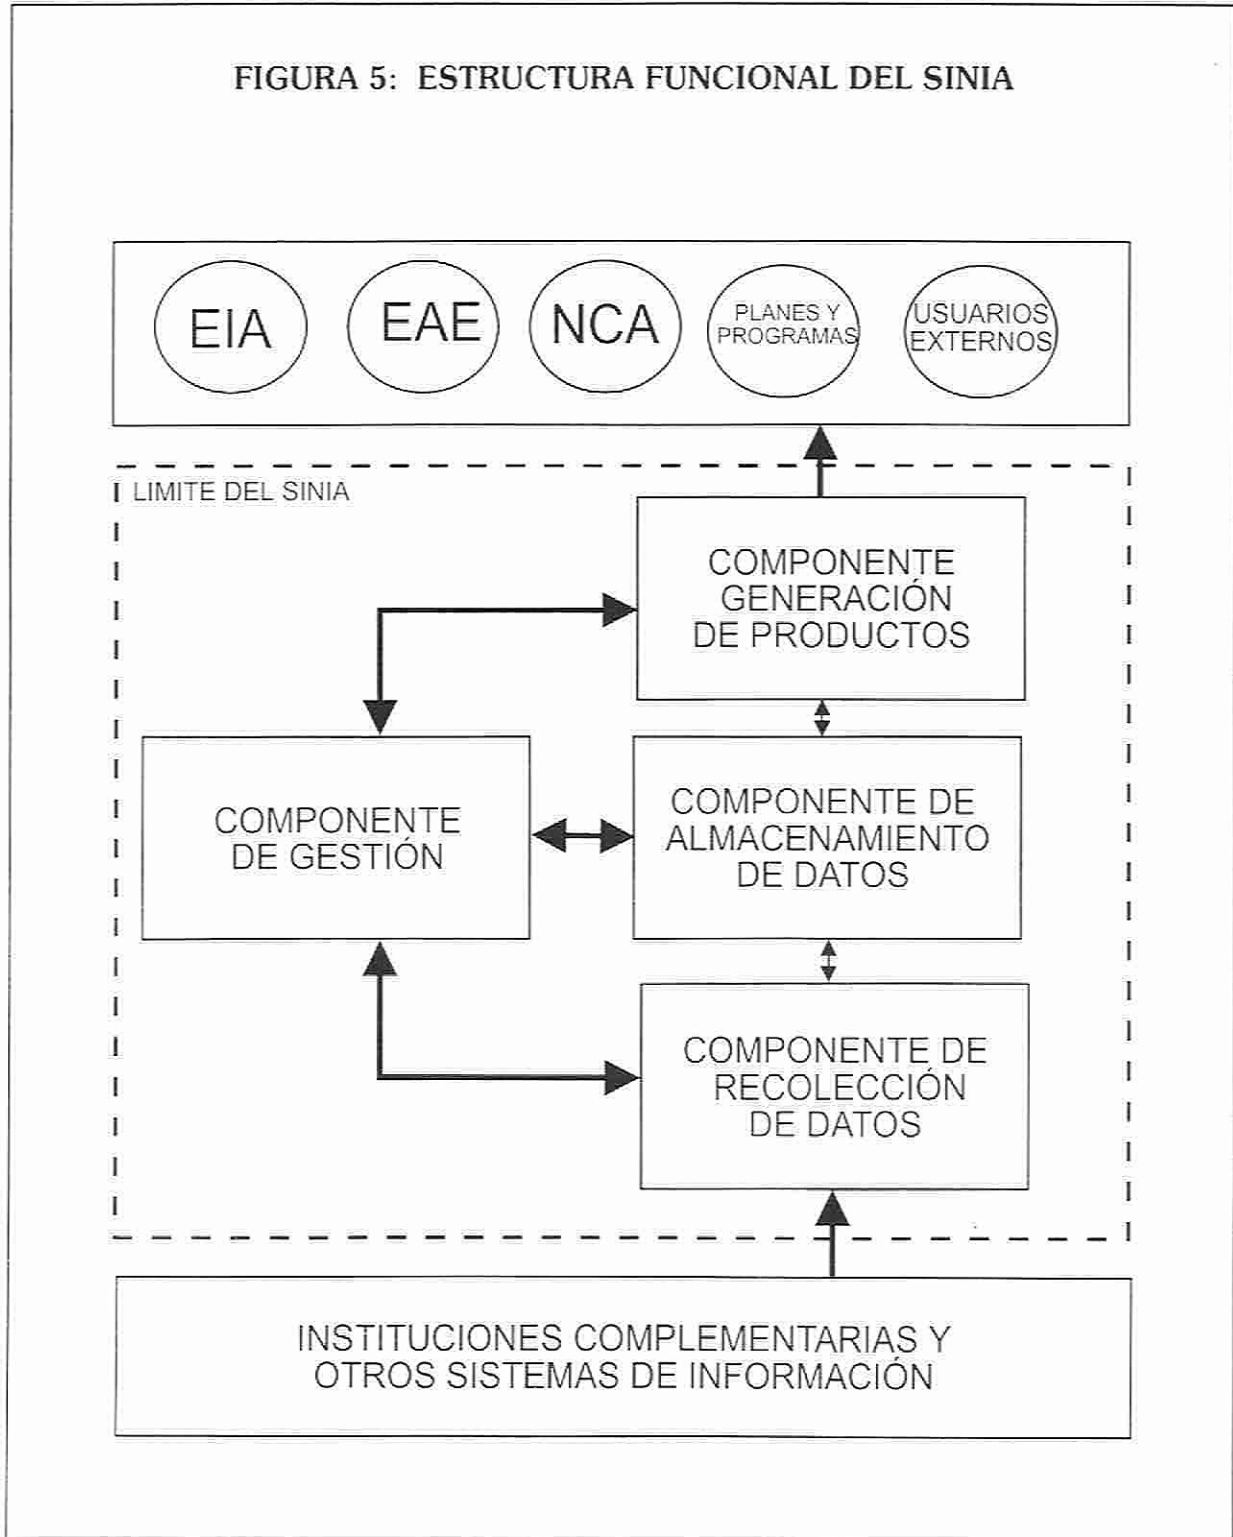 FIGURA 5: ESTRUCTURA FUNCIONAL DEL SINIA
EIA
EAE
NCA
PLANES Y
PROGRAMAS
USUARIOS
EXTERNOS
LIMITE DEL SINIA
COMPONENTE
GENERACIÓN
DE PRODUCTOS
COMPONENTE
DE GESTIÓN
COMPONENTE DE
ALMACENAMIENTO
DE DATOS
COMPONENTE DE
RECOLECCIÓN
DE DATOS
INSTITUCIONES COMPLEMENTARIAS Y
OTROS SISTEMAS DE INFORMACIÓN